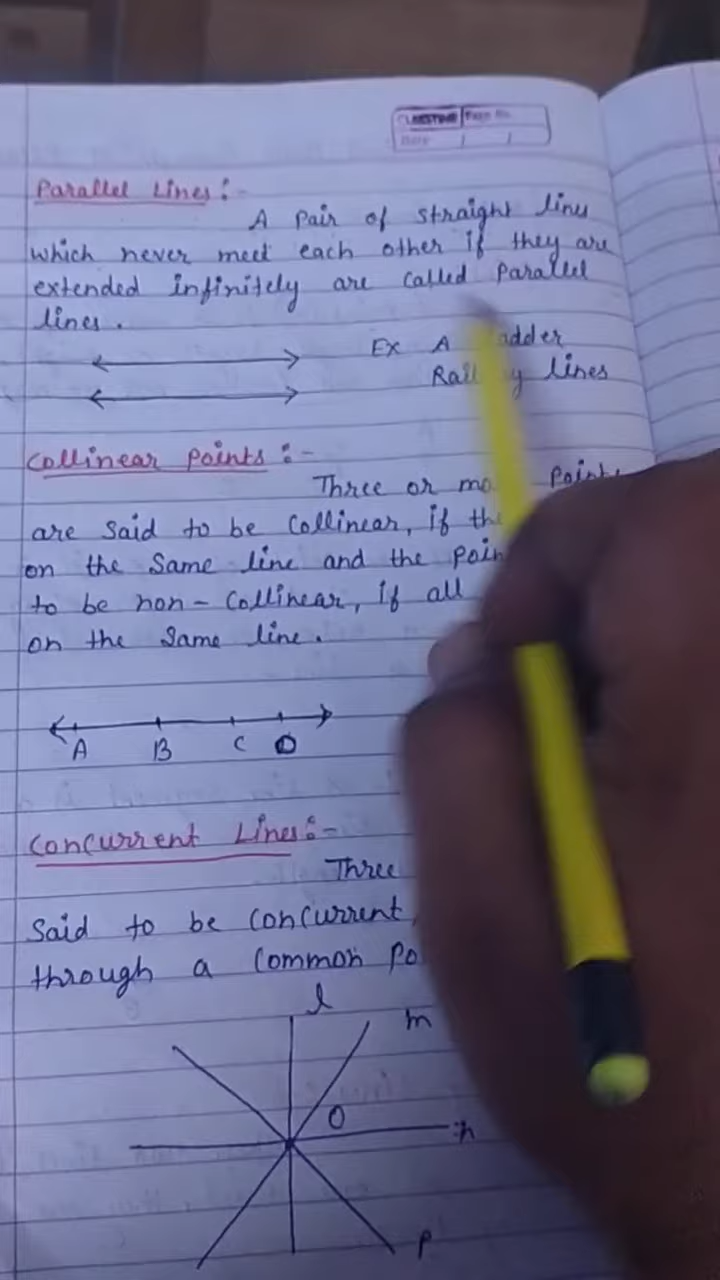 Parallel Lines:-
A Pair of straight lines
which never meet each other if they are
extended infinitely are called Parallel
lines.
Ex A
lines
Collinear Points:-
Three or
are said to be collinear, if
on the same line and the
to be non-collinear, if all
on the same line.
A B C D
Concurrent Lines:-
Three
said to be concurrent,
through a common
l
m
O
n
p